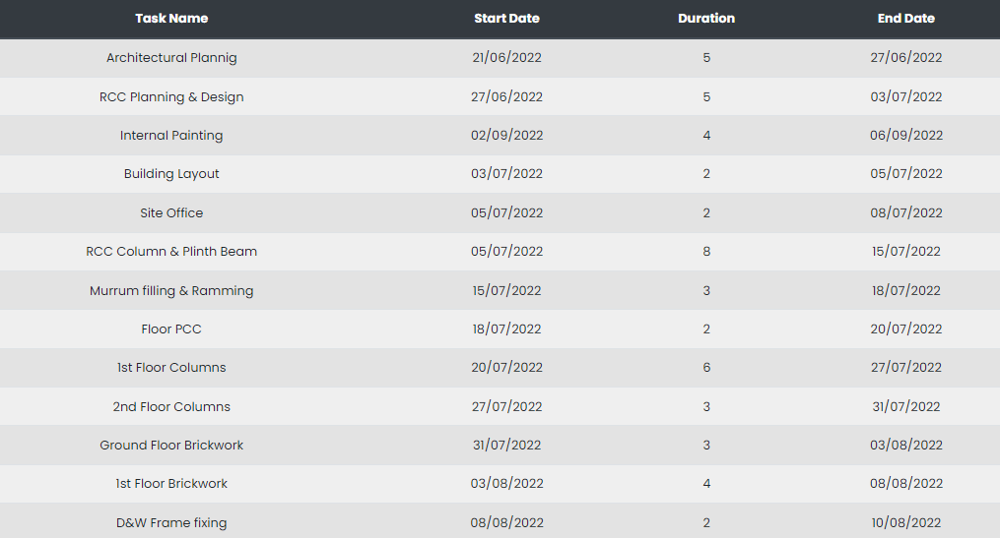 Task Name Start Date Duration End Date
Architectural Plannig 21/06/2022 5 27/06/2022
RCC Planning & Design 27/06/2022 5 03/07/2022
Internal Painting 02/09/2022 4 06/09/2022
Building Layout 03/07/2022 2 05/07/2022
Site Office 05/07/2022 2 08/07/2022
RCC Column & Plinth Beam 05/07/2022 8 15/07/2022
Murrum filling & Ramming 15/07/2022 3 18/07/2022
Floor PCC 18/07/2022 2 20/07/2022
1st Floor Columns 20/07/2022 6 27/07/2022
2nd Floor Columns 27/07/2022 3 31/07/2022
Ground Floor Brickwork 31/07/2022 3 03/08/2022
1st Floor Brickwork 03/08/2022 4 08/08/2022
D&W Frame fixing 08/08/2022 2 10/08/2022